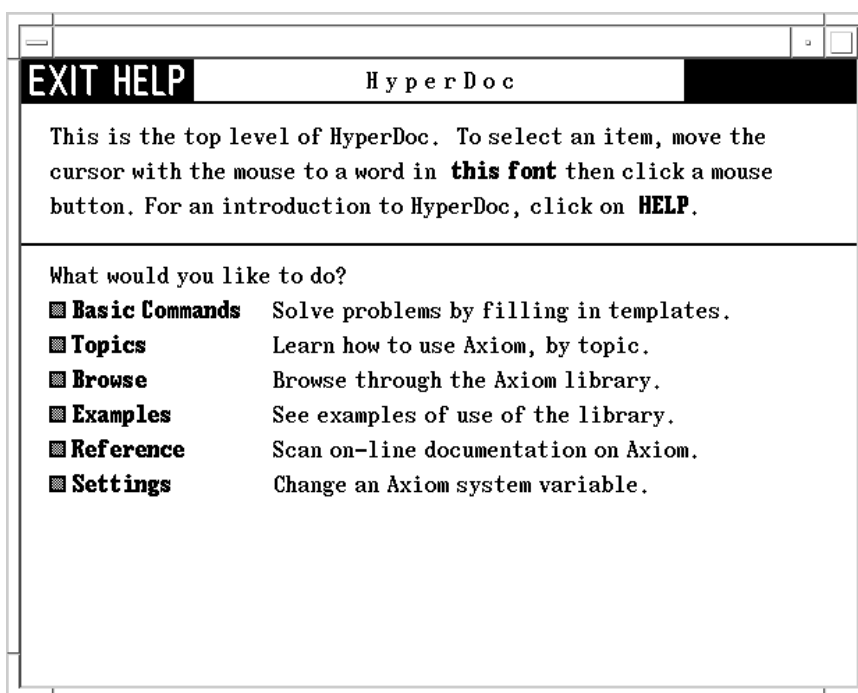 EXIT HELP HyperDoc
This is the top level of HyperDoc. To select an item, move the
cursor with the mouse to a word in this font then click a mouse
button. For an introduction to HyperDoc, click on HELP.
What would you like to do?
Basic Commands Solve problems by filling in templates.
Topics Learn how to use Axiom, by topic.
Browse Browse through the Axiom library.
Examples See examples of use of the library.
Reference Scan on-line documentation on Axiom.
Settings Change an Axiom system variable.